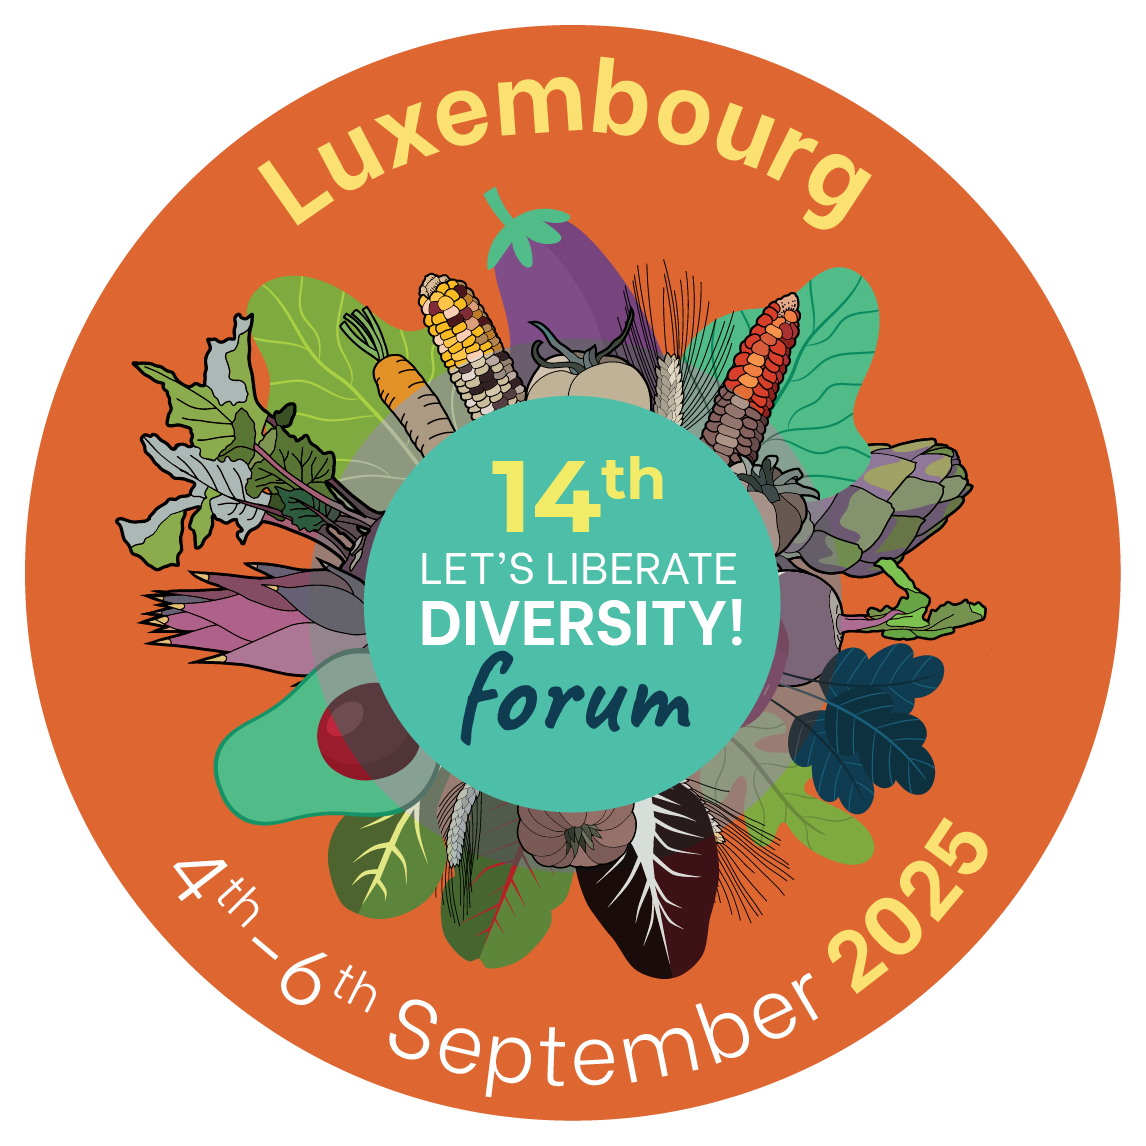 Luxembourg
14th
LET'S LIBERATE
DIVERSITY!
forum
4th–6th September 2025